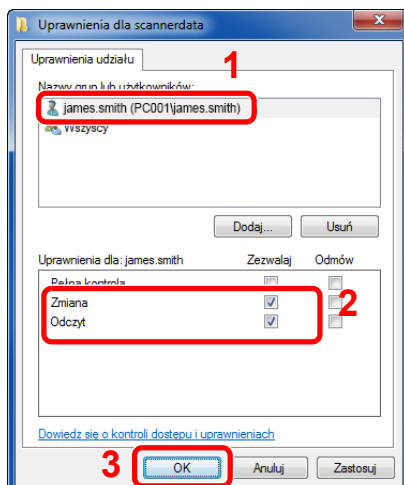 Uprawnienia dla scannerdata
Uprawnienia udziału
1
Nazwy grup lub użytkowników:
james.smith (PC001\james.smith)
Wszyscy
Dodaj...
Usuń
Uprawnienia dla: james.smith
Zezwalaj
Odmów
Pełna kontrola
Zmiana
Odczyt
2
Dowiedz się o kontroli dostępu i uprawnieniach
3
OK
Anuluj
Zastosuj